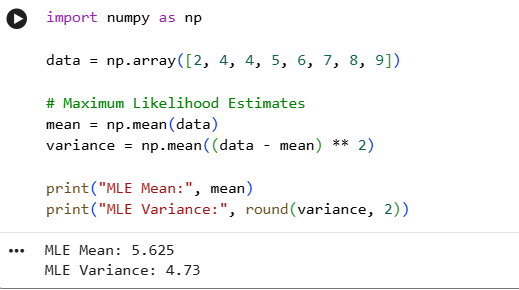 import numpy as np
data = np.array([2, 4, 4, 5, 6, 7, 8, 9])
# Maximum Likelihood Estimates
mean = np.mean(data)
variance = np.mean((data - mean) ** 2)
print("MLE Mean:", mean)
print("MLE Variance:", round(variance, 2))
MLE Mean: 5.625
MLE Variance: 4.73